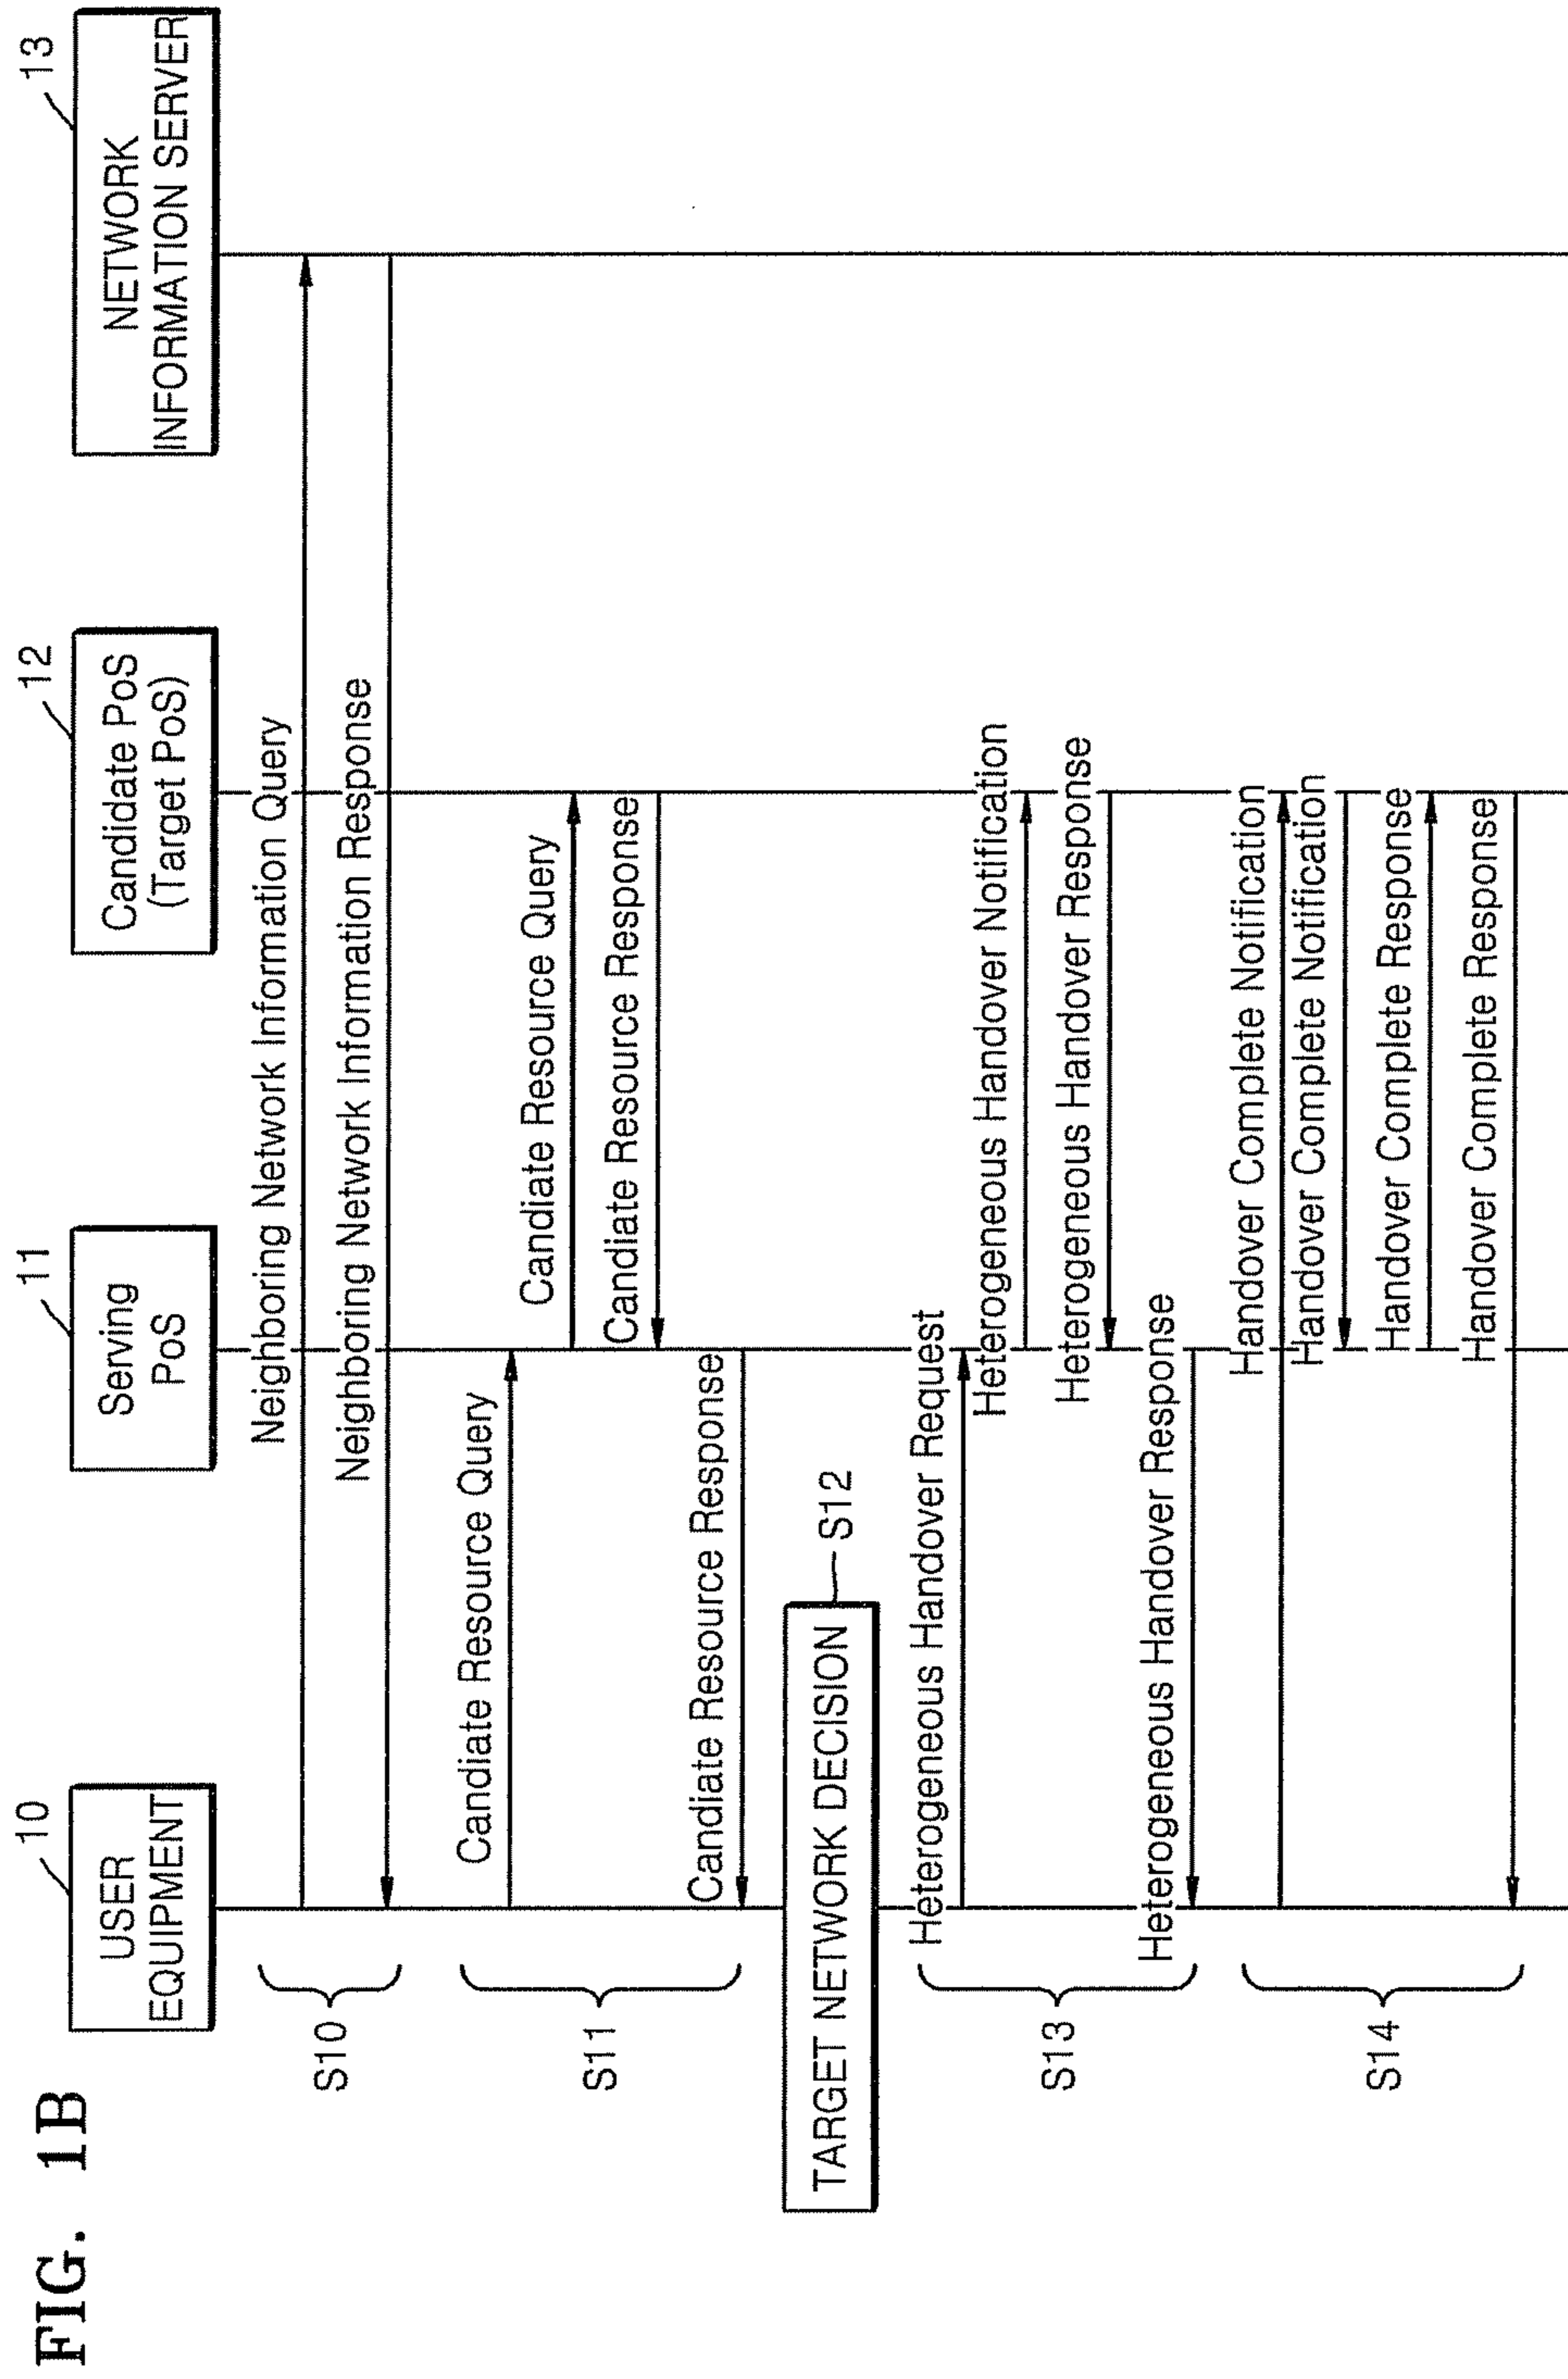 FIG. 1B
10
USER
EQUIPMENT
11
Serving
PoS
12
Candidate PoS
(Target PoS)
13
NETWORK
INFORMATION SERVER
S10
Neighboring Network Information Query
Neighboring Network Information Response
S11
Candiate Resource Query
Candiate Resource Query
Candiate Resource Response
Candiate Resource Response
TARGET NETWORK DECISION
S12
S13
Heterogeneous Handover Request
Heterogeneous Handover Notification
Heterogeneous Handover Response
Heterogeneous Handover Response
S14
Handover Complete Notification
Handover Complete Notification
Handover Complete Response
Handover Complete Response